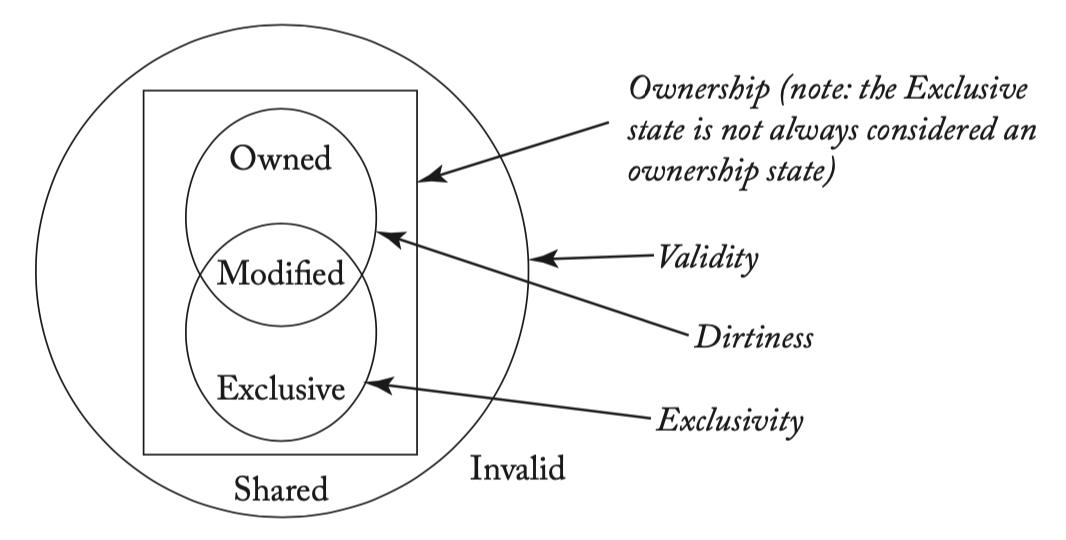 Ownership (note: the Exclusive
state is not always considered an
ownership state)
Owned
Validity
Modified
Dirtiness
Exclusive
Exclusivity
Invalid
Shared